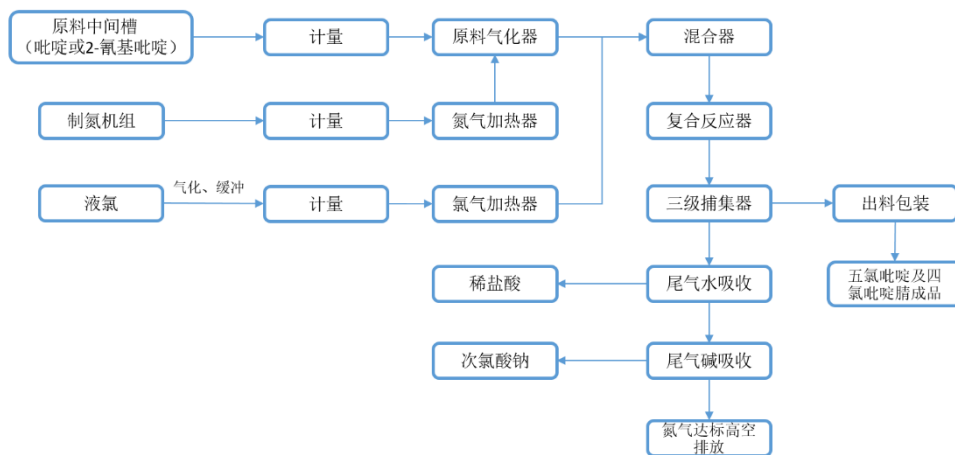 原料中间槽
（吡啶或2-氰基吡啶）
计量
原料气化器
混合器
制氮机组
计量
氮气加热器
复合反应器
液氯
气化、缓冲
计量
氯气加热器
三级捕集器
出料包装
稀盐酸
尾气水吸收
五氯吡啶及四
氯吡啶腈成品
次氯酸钠
尾气碱吸收
氮气达标高空
排放